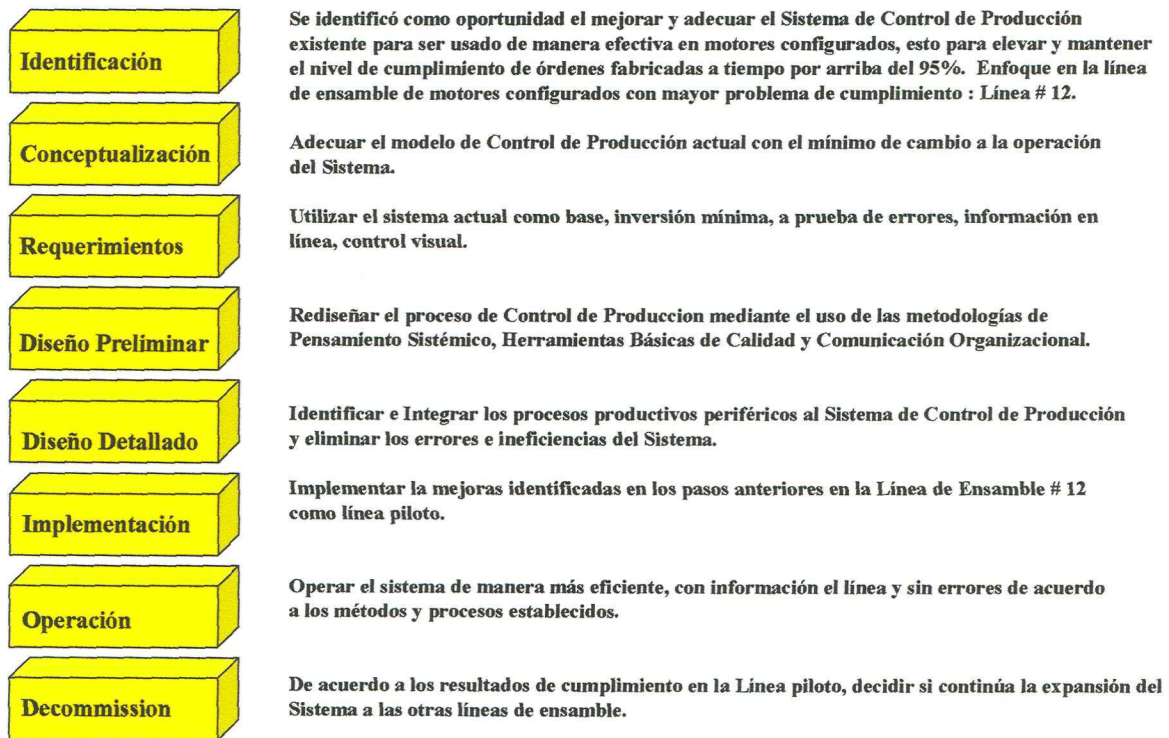 Identificación
Se identificó como oportunidad el mejorar y adecuar el Sistema de Control de Producción
existente para ser usado de manera efectiva en motores configurados, esto para elevar y mantener
el nivel de cumplimiento de órdenes fabricadas a tiempo por arriba del 95%. Enfoque en la línea
de ensamble de motores configurados con mayor problema de cumplimiento : Línea # 12.
Conceptualización
Adecuar el modelo de Control de Producción actual con el mínimo de cambio a la operación
del Sistema.
Requerimientos
Utilizar el sistema actual como base, inversión mínima, a prueba de errores, información en
línea, control visual.
Diseño Preliminar
Rediseñar el proceso de Control de Produccion mediante el uso de las metodologías de
Pensamiento Sistémico, Herramientas Básicas de Calidad y Comunicación Organizacional.
Diseño Detallado
Identificar e Integrar los procesos productivos periféricos al Sistema de Control de Producción
y eliminar los errores e ineficiencias del Sistema.
Implementación
Implementar la mejoras identificadas en los pasos anteriores en la Línea de Ensamble # 12
como línea piloto.
Operación
Operar el sistema de manera más eficiente, con información el línea y sin errores de acuerdo
a los métodos y procesos establecidos.
Decommission
De acuerdo a los resultados de cumplimiento en la Línea piloto, decidir si continúa la expansión del
Sistema a las otras líneas de ensamble.